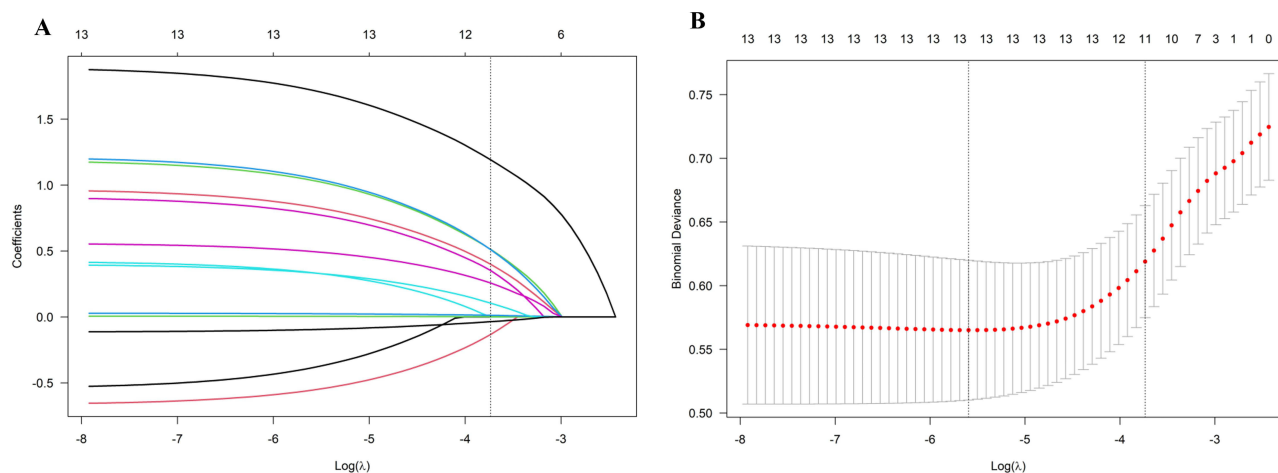 A
13 13 13 13 12 6
Coefficients
1.5
1.0
0.5
0.0
-0.5
-8 -7 -6 -5 -4 -3
Log(λ)
B
13 13 13 13 13 13 13 13 13 13 13 13 12 11 10 7 3 1 1 0
Binomial Deviance
0.75
0.70
0.65
0.60
0.55
0.50
-8 -7 -6 -5 -4 -3
Log(λ)